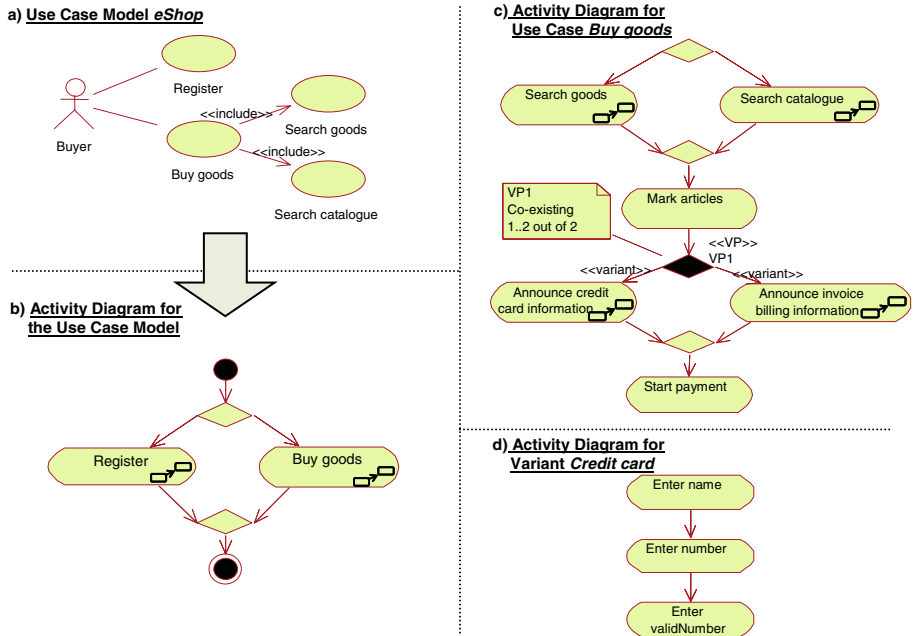 a) Use Case Model eShop
Register
<<include>>
Search goods
Buyer
<<include>>
Buy goods
Search catalogue
b) Activity Diagram for
the Use Case Model
Register
Buy goods
c) Activity Diagram for
Use Case Buy goods
Search goods
Search catalogue
VP1
Co-existing
1..2 out of 2
Mark articles
<<VP>>
VP1
<<variant>>
<<variant>>
Announce credit
card information
Announce invoice
billing information
Start payment
d) Activity Diagram for
Variant Credit card
Enter name
Enter number
Enter
validNumber